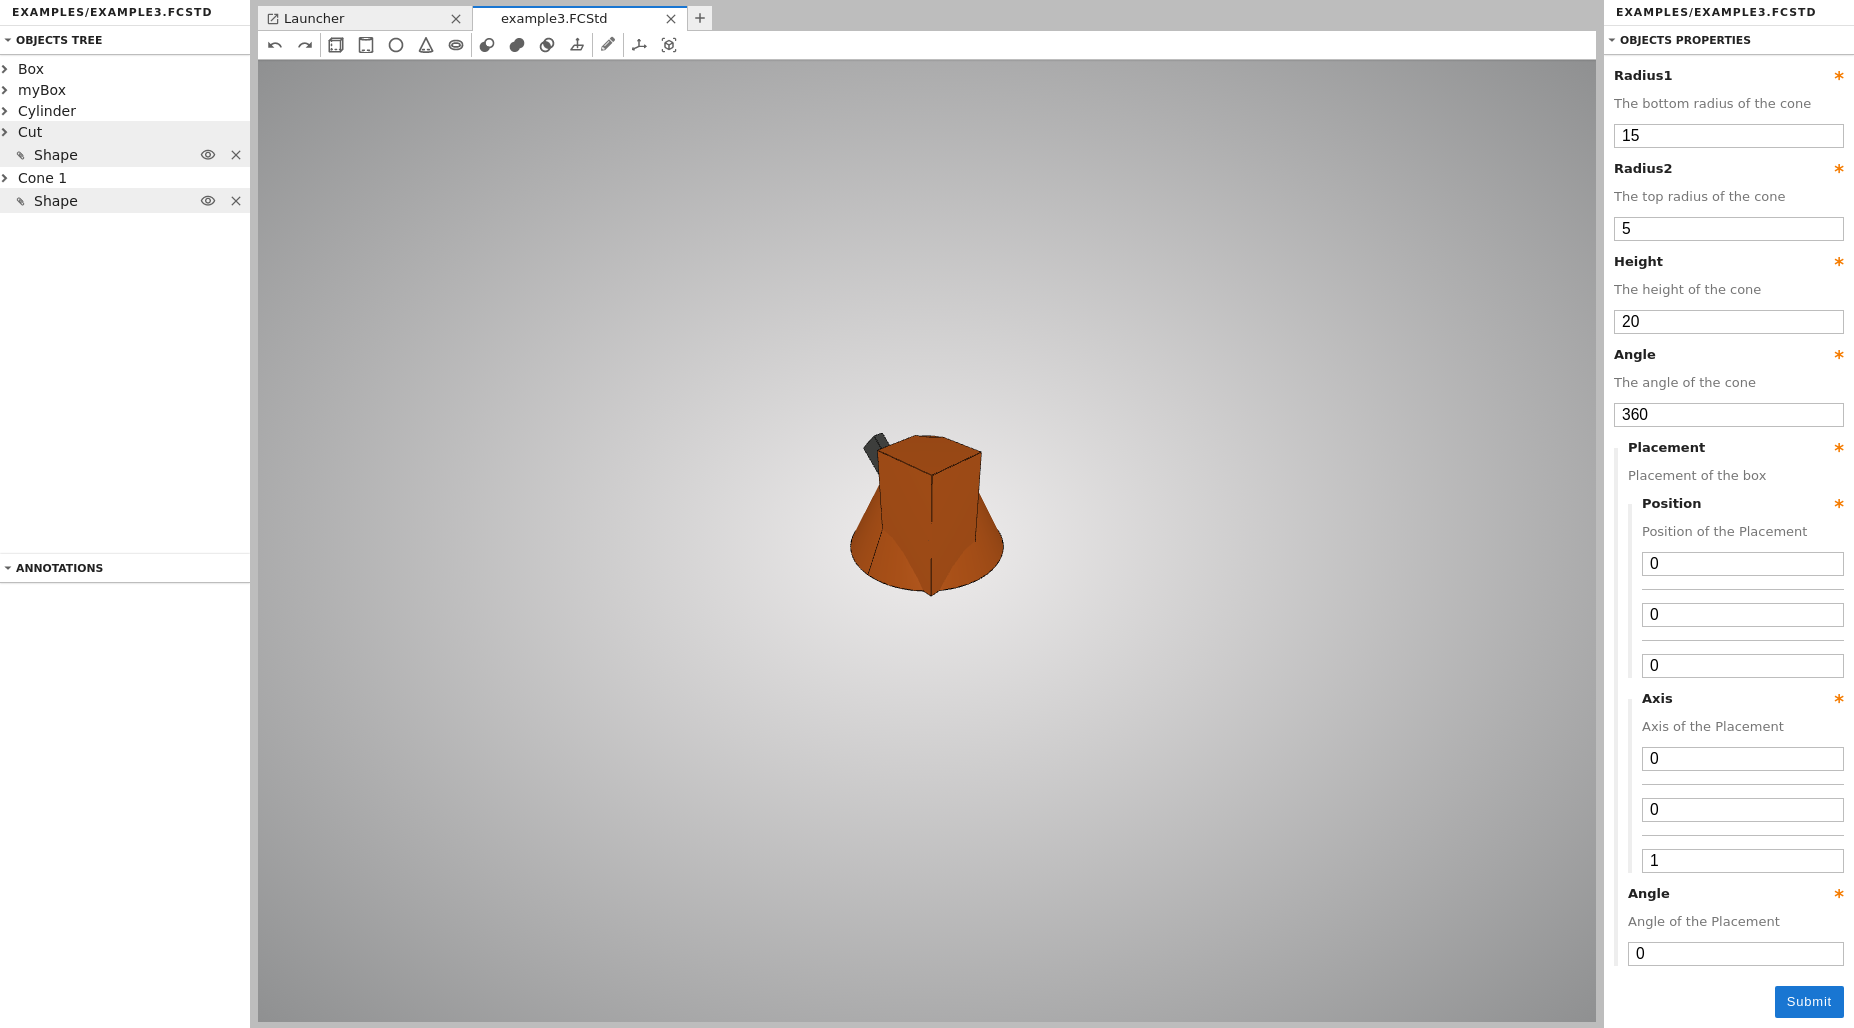 EXAMPLES/EXAMPLE3.FCSTD
OBJECTS TREE
Box
myBox
Cylinder
Cut
Shape
Cone 1
Shape
ANNOTATIONS
Launcher
example3.FCStd
EXAMPLES/EXAMPLE3.FCSTD
OBJECTS PROPERTIES
Radius1 *
The bottom radius of the cone
15
Radius2 *
The top radius of the cone
5
Height *
The height of the cone
20
Angle *
The angle of the cone
360
Placement *
Placement of the box
Position *
Position of the Placement
0
0
0
Axis *
Axis of the Placement
0
0
1
Angle *
Angle of the Placement
0
Submit